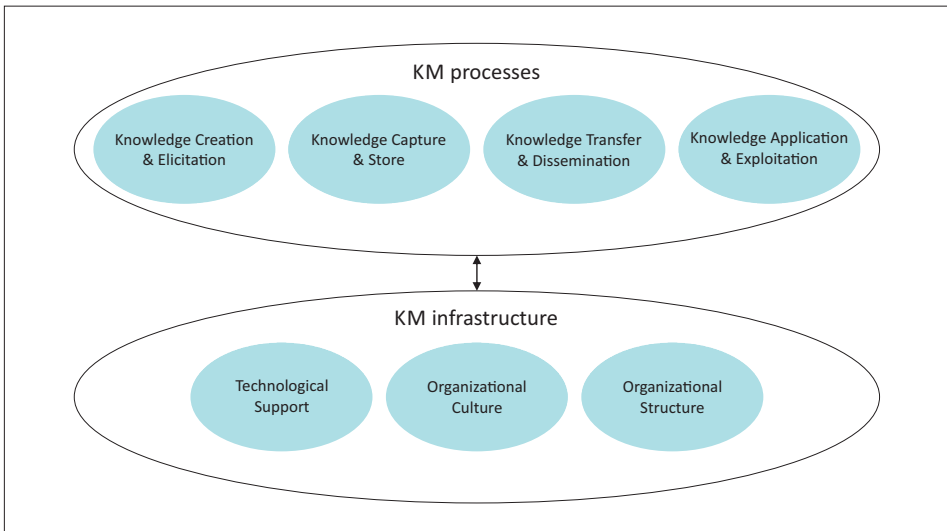 KM processes
Knowledge Creation
& Elicitation
Knowledge Capture
& Store
Knowledge Transfer
& Dissemination
Knowledge Application
& Exploitation
KM infrastructure
Technological
Support
Organizational
Culture
Organizational
Structure